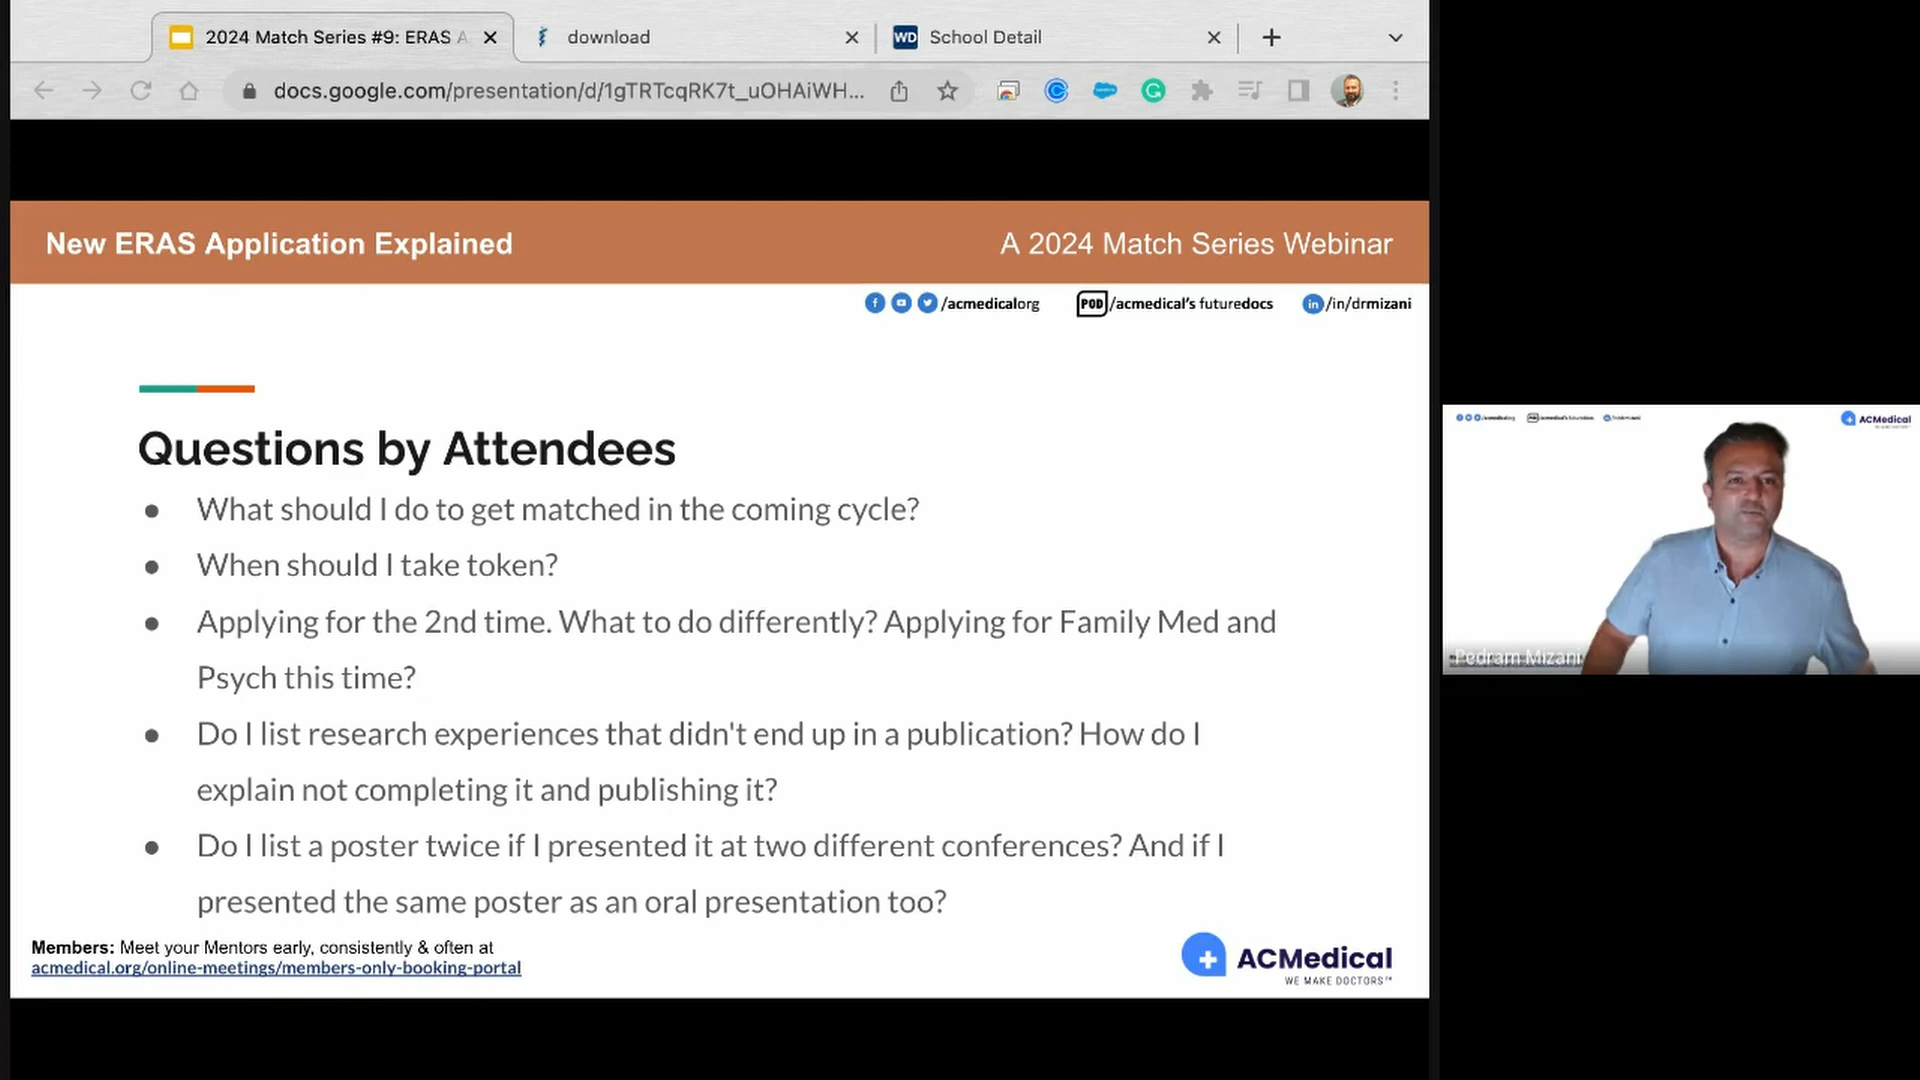 2024 Match Series #9: ERAS A
download
WD
School Detail
docs.google.com/presentation/d/1gTRTcqRK7t_uOHAiWH...
New ERAS Application Explained
A 2024 Match Series Webinar
/acmedicalorg
POD /acmedical's futuredocs
in /in/drmizani
Questions by Attendees
● What should I do to get matched in the coming cycle?
● When should I take token?
● Applying for the 2nd time. What to do differently? Applying for Family Med and
Psych this time?
● Do I list research experiences that didn't end up in a publication? How do I
explain not completing it and publishing it?
● Do I list a poster twice if I presented it at two different conferences? And if I
presented the same poster as an oral presentation too?
Members: Meet your Mentors early, consistently & often at
acmedical.org/online-meetings/members-only-booking-portal
ACMedical
WE MAKE DOCTORS™
ACMedical
Pedram Mizani